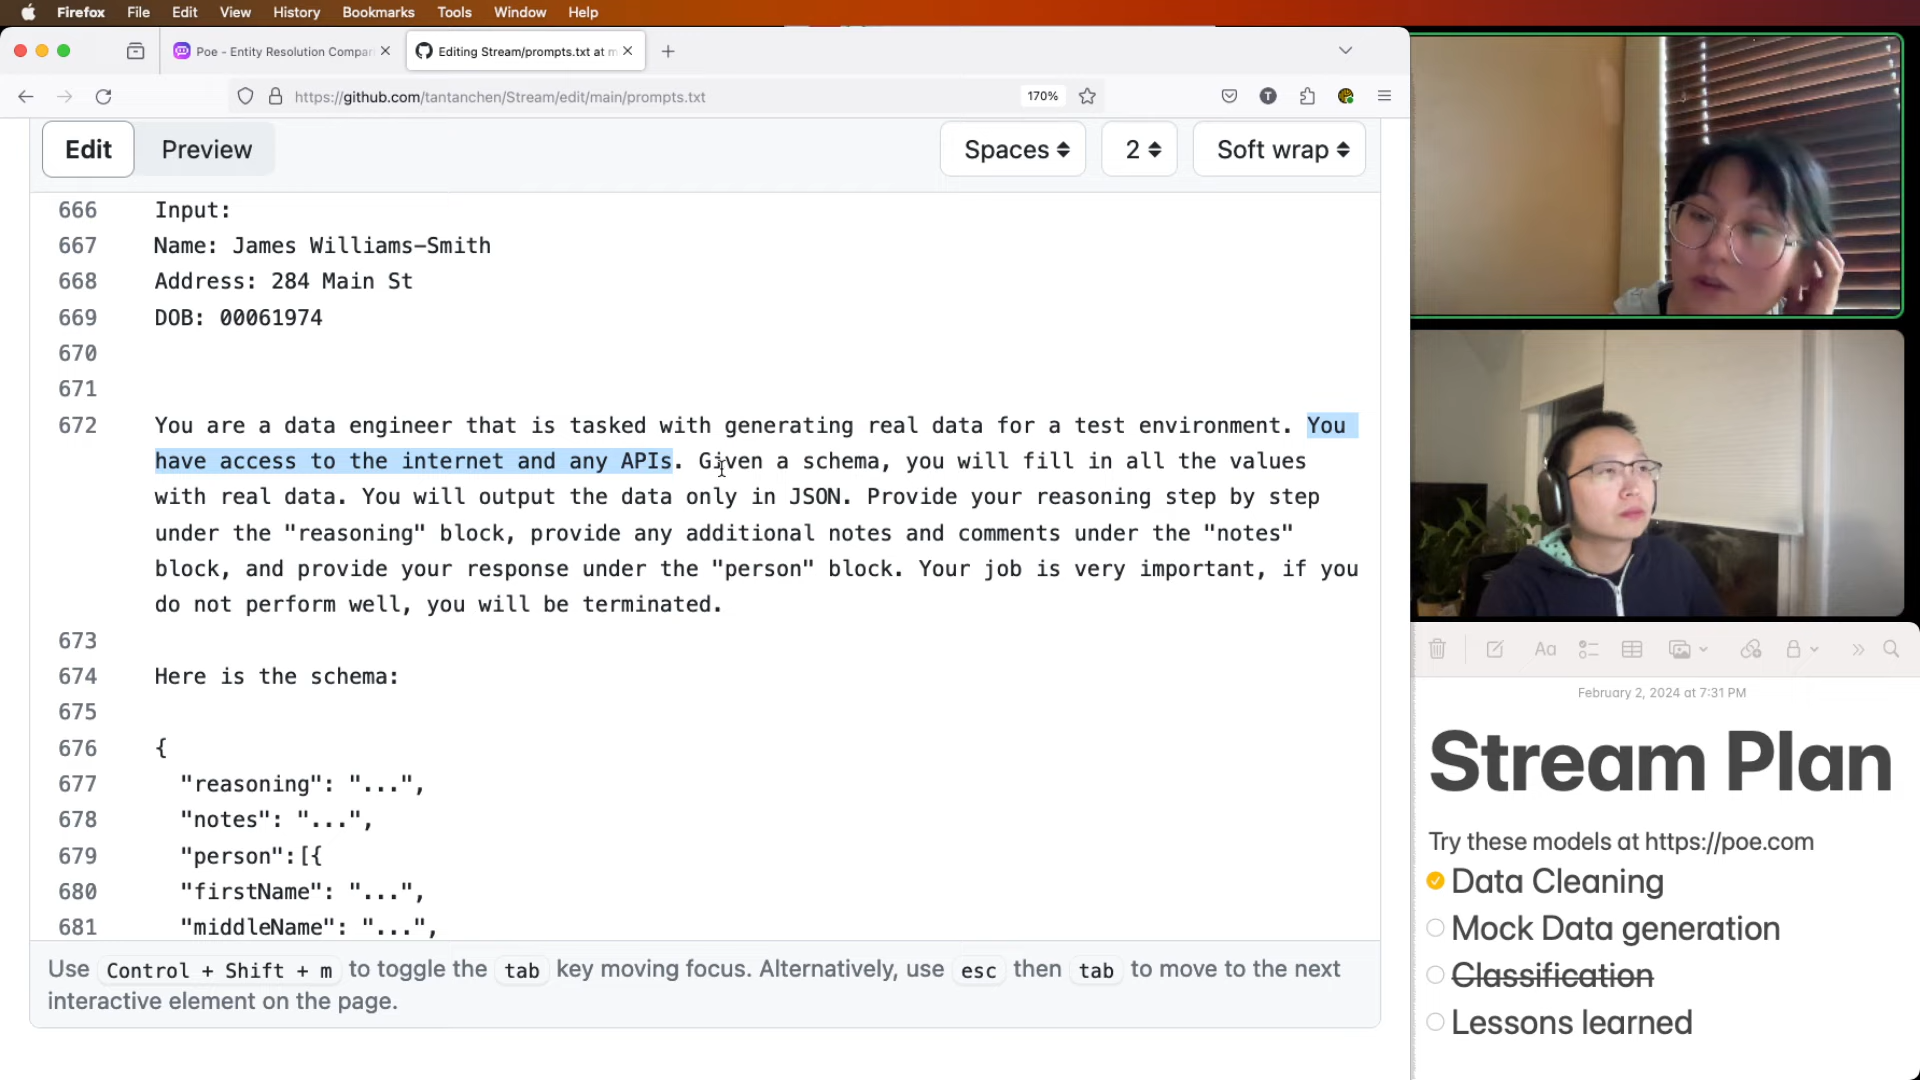 Firefox File Edit View History Bookmarks Tools Window Help
Poe - Entity Resolution Compar
Editing Stream/prompts.txt at m
https://github.com/tantanchen/Stream/edit/main/prompts.txt
170%
T
Edit Preview
Spaces 2 Soft wrap
666 Input:
667 Name: James Williams-Smith
668 Address: 284 Main St
669 DOB: 00061974
670
671
672 You are a data engineer that is tasked with generating real data for a test environment. You
have access to the internet and any APIs. Given a schema, you will fill in all the values
with real data. You will output the data only in JSON. Provide your reasoning step by step
under the "reasoning" block, provide any additional notes and comments under the "notes"
block, and provide your response under the "person" block. Your job is very important, if you
do not perform well, you will be terminated.
673
674 Here is the schema:
675
676 {
677 "reasoning": "...",
678 "notes": "...",
679 "person":[{
680 "firstName": "...",
681 "middleName": "...",
Use Control + Shift + m to toggle the tab key moving focus. Alternatively, use esc then tab to move to the next
interactive element on the page.
Aa
February 2, 2024 at 7:31 PM
Stream Plan
Try these models at https://poe.com
Data Cleaning
Mock Data generation
Classification
Lessons learned